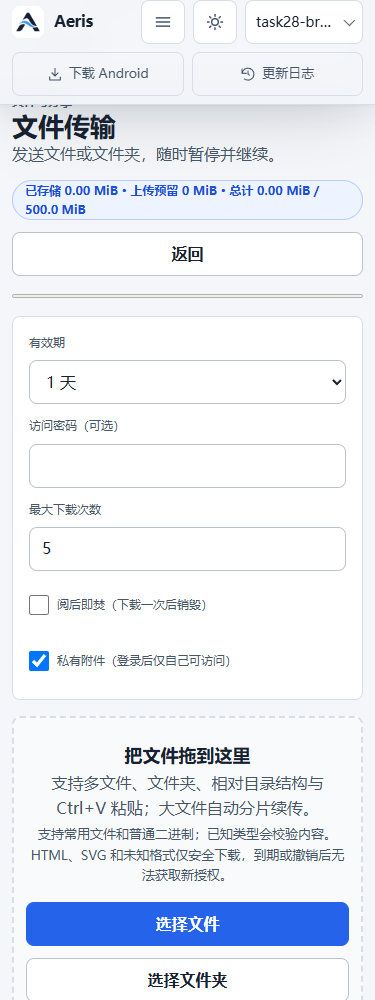 Aeris
task28-br...
下载 Android
更新日志
文件传输
发送文件或文件夹，随时暂停并继续。
已存储 0.00 MiB • 上传预留 0 MiB • 总计 0.00 MiB /
500.0 MiB
返回
有效期
1 天
访问密码（可选）
最大下载次数
5
阅后即焚（下载一次后销毁）
私有附件（登录后仅自己可访问）
把文件拖到这里
支持多文件、文件夹、相对目录结构与
Ctrl+V 粘贴；大文件自动分片续传。
支持常用文件和普通二进制；已知类型会校验内容。
HTML、SVG 和未知格式仅安全下载，到期或撤销后无
法获取新授权。
选择文件
选择文件夹